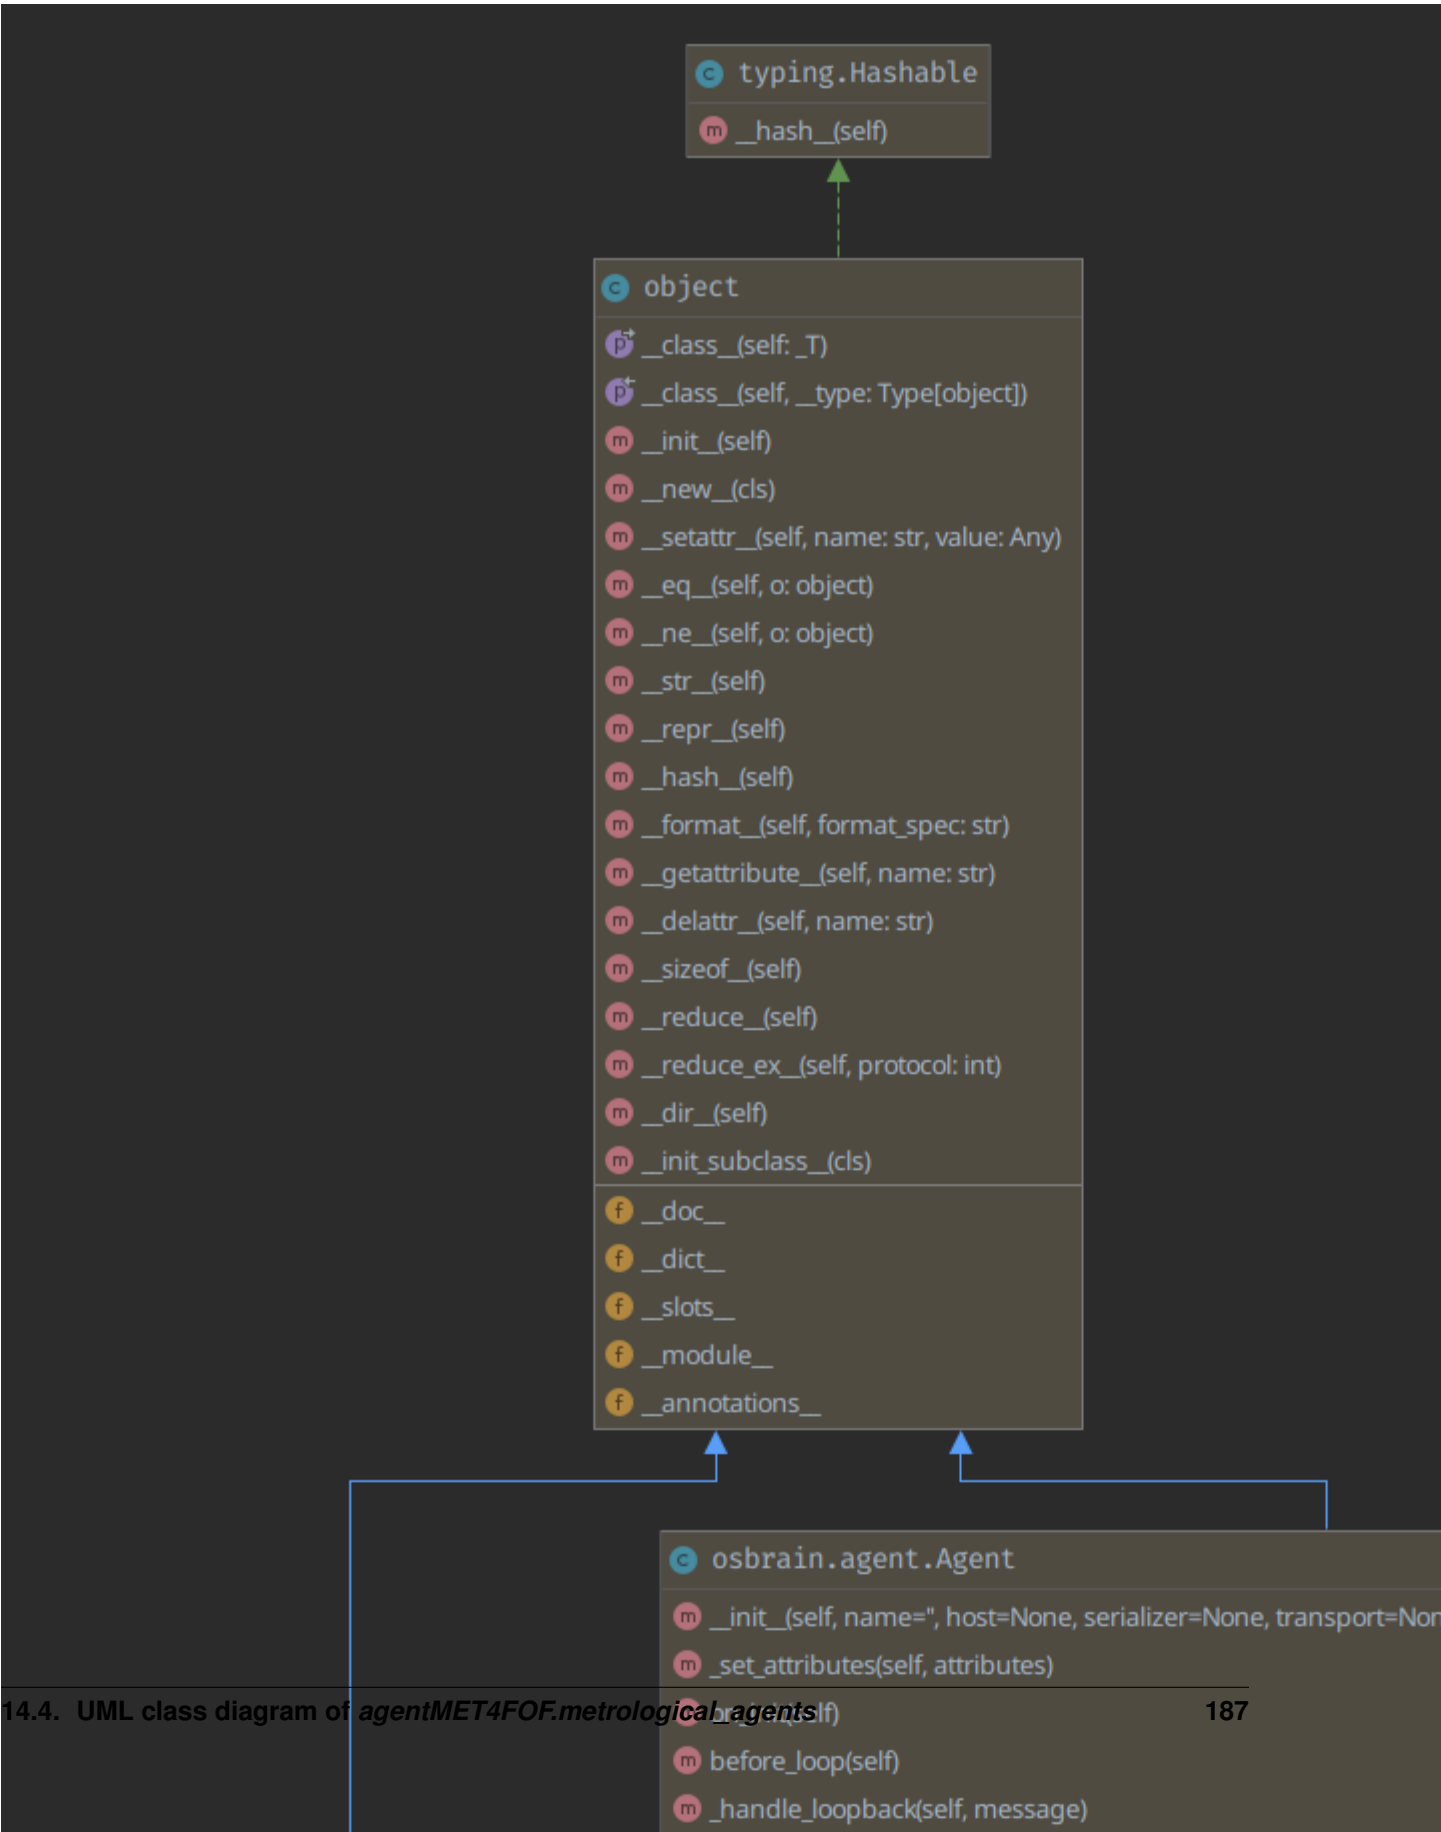 typing.Hashable
__hash__(self)
object
__class__(self: _T)
__class__(self, __type: Type[object])
__init__(self)
__new__(cls)
__setattr__(self, name: str, value: Any)
__eq__(self, o: object)
__ne__(self, o: object)
__str__(self)
__repr__(self)
__hash__(self)
__format__(self, format_spec: str)
__getattribute__(self, name: str)
__delattr__(self, name: str)
__sizeof__(self)
__reduce__(self)
__reduce_ex__(self, protocol: int)
__dir__(self)
__init_subclass__(cls)
__doc__
__dict__
__slots__
__module__
__annotations__
osbrain.agent.Agent
__init__(self, name='', host=None, serializer=None, transport=Non
_set_attributes(self, attributes)
14.4. UML class diagram of agentMET4FOF.metrological_agents 187
before_loop(self)
_handle_loopback(self, message)